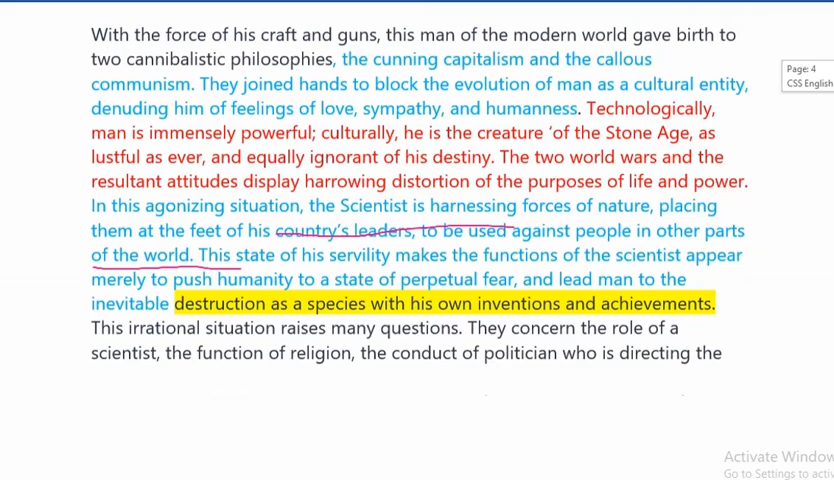 With the force of his craft and guns, this man of the modern world gave birth to
two cannibalistic philosophies, the cunning capitalism and the callous
communism. They joined hands to block the evolution of man as a cultural entity,
denuding him of feelings of love, sympathy, and humanness. Technologically,
man is immensely powerful; culturally, he is the creature ‘of the Stone Age, as
lustful as ever, and equally ignorant of his destiny. The two world wars and the
resultant attitudes display harrowing distortion of the purposes of life and power.
In this agonizing situation, the Scientist is harnessing forces of nature, placing
them at the feet of his country’s leaders, to be used against people in other parts
of the world. This state of his servility makes the functions of the scientist appear
merely to push humanity to a state of perpetual fear, and lead man to the
inevitable destruction as a species with his own inventions and achievements.
This irrational situation raises many questions. They concern the role of a
scientist, the function of religion, the conduct of politician who is directing the
Page: 4
CSS English
Activate Window
Go to Settings to activ